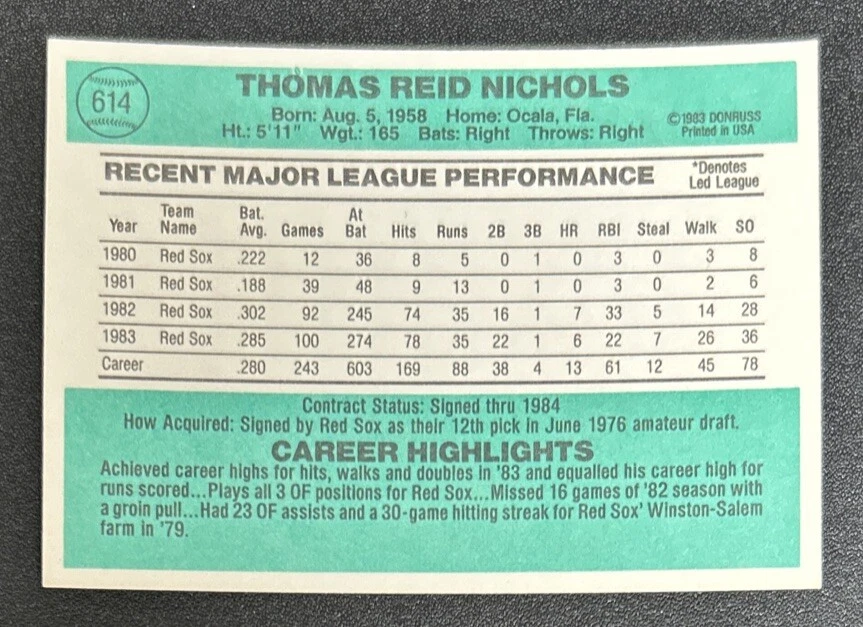 614
THOMAS REID NICHOLS
Born: Aug. 5, 1958 Home: Ocala, Fla.
Ht.: 5'11" Wgt.: 165 Bats: Right Throws: Right
©1983 DONRUSS
Printed in USA
RECENT MAJOR LEAGUE PERFORMANCE
*Denotes
Led League
Year Team Name Bat. Avg. Games At Bat Hits Runs 2B 3B HR RBI Steal Walk SO
1980 Red Sox .222 12 36 8 5 0 1 0 3 0 3 8
1981 Red Sox .188 39 48 9 13 0 1 0 3 0 2 6
1982 Red Sox .302 92 245 74 35 16 1 7 33 5 14 28
1983 Red Sox .285 100 274 78 35 22 1 6 22 7 26 36
Career .280 243 603 169 88 38 4 13 61 12 45 78
Contract Status: Signed thru 1984
How Acquired: Signed by Red Sox as their 12th pick in June 1976 amateur draft.
CAREER HIGHLIGHTS
Achieved career highs for hits, walks and doubles in '83 and equalled his career high for
runs scored...Plays all 3 OF positions for Red Sox...Missed 16 games of '82 season with
a groin pull...Had 23 OF assists and a 30-game hitting streak for Red Sox' Winston-Salem
farm in '79.